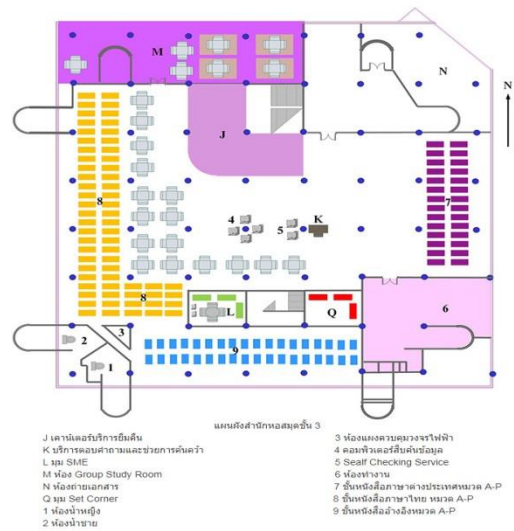 M
N
N
J
8
7
4
5
K
8
L
Q
6
3
2
9
1
แผนผังสำนักหอสมุดชั้น 3
J เคาน์เตอร์บริการยืมคืน
K บริการตอบคำถามและช่วยการค้นคว้า
L มุม SME
M ห้อง Group Study Room
N ห้องถ่ายเอกสาร
Q มุม Set Corner
1 ห้องน้ำหญิง
2 ห้องน้ำชาย
3 ห้องแผงควบคุมวงจรไฟฟ้า
4 คอมพิวเตอร์สืบค้นข้อมูล
5 Sealf Checking Service
6 ห้องทำงาน
7 ชั้นหนังสือภาษาต่างประเทศหมวด A-P
8 ชั้นหนังสือภาษาไทย หมวด A-P
9 ชั้นหนังสืออ้างอิงหมวด A-P